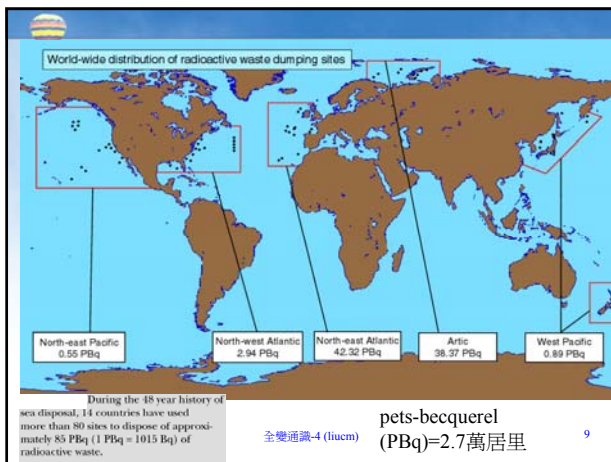 World-wide distribution of radioactive waste dumping sites
North-east Pacific
0.55 PBq
North-west Atlantic
2.94 PBq
North-east Atlantic
42.32 PBq
Artic
38.37 PBq
West Pacific
0.89 PBq
During the 48 year history of
sea disposal, 14 countries have used
more than 80 sites to dispose of approxi-
mately 85 PBq (1 PBq = 1015 Bq) of
radioactive waste.
全變通識-4 (liucm)
pets-becquerel
(PBq)=2.7萬居里
9